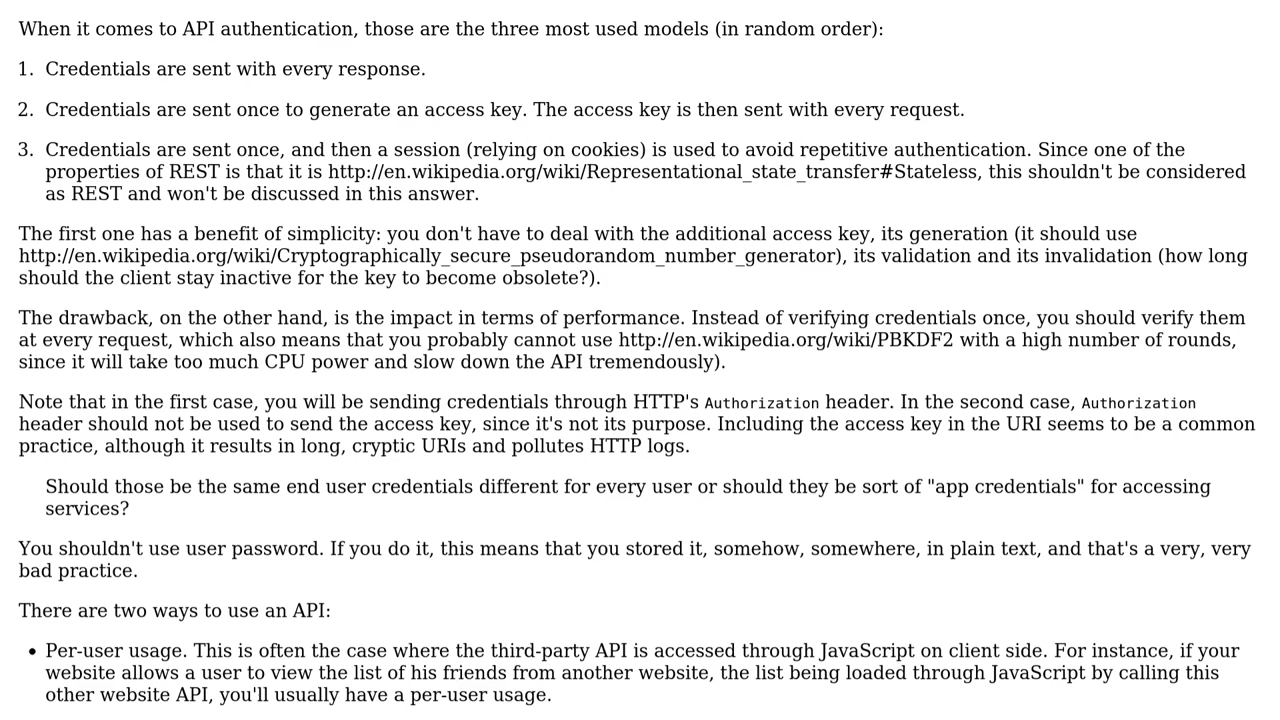 When it comes to API authentication, those are the three most used models (in random order):
1. Credentials are sent with every response.
2. Credentials are sent once to generate an access key. The access key is then sent with every request.
3. Credentials are sent once, and then a session (relying on cookies) is used to avoid repetitive authentication. Since one of the
properties of REST is that it is http://en.wikipedia.org/wiki/Representational_state_transfer#Stateless, this shouldn't be considered
as REST and won't be discussed in this answer.
The first one has a benefit of simplicity: you don't have to deal with the additional access key, its generation (it should use
http://en.wikipedia.org/wiki/Cryptographically_secure_pseudorandom_number_generator), its validation and its invalidation (how long
should the client stay inactive for the key to become obsolete?).
The drawback, on the other hand, is the impact in terms of performance. Instead of verifying credentials once, you should verify them
at every request, which also means that you probably cannot use http://en.wikipedia.org/wiki/PBKDF2 with a high number of rounds,
since it will take too much CPU power and slow down the API tremendously).
Note that in the first case, you will be sending credentials through HTTP's Authorization header. In the second case, Authorization
header should not be used to send the access key, since it's not its purpose. Including the access key in the URI seems to be a common
practice, although it results in long, cryptic URIs and pollutes HTTP logs.
Should those be the same end user credentials different for every user or should they be sort of "app credentials" for accessing
services?
You shouldn't use user password. If you do it, this means that you stored it, somehow, somewhere, in plain text, and that's a very, very
bad practice.
There are two ways to use an API:
• Per-user usage. This is often the case where the third-party API is accessed through JavaScript on client side. For instance, if your
website allows a user to view the list of his friends from another website, the list being loaded through JavaScript by calling this
other website API, you'll usually have a per-user usage.